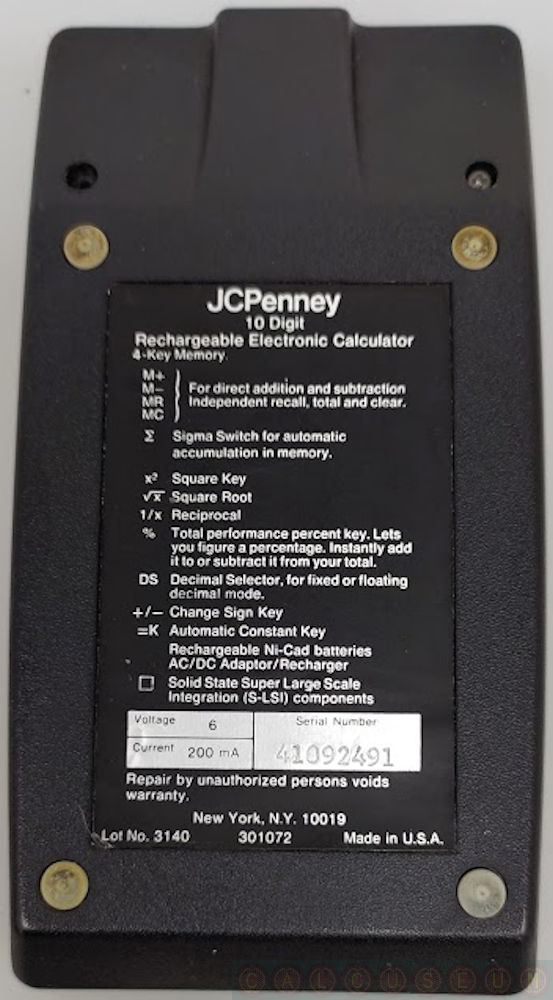 JCPenney
10 Digit
Rechargeable Electronic Calculator
4-Key Memory.
M+
M−
MR
MC
For direct addition and subtraction
Independent recall, total and clear.
Σ Sigma Switch for automatic
accumulation in memory.
x² Square Key
√x Square Root
1/x Reciprocal
% Total performance percent key. Lets
you figure a percentage. Instantly add
it to or subtract it from your total.
DS Decimal Selector, for fixed or floating
decimal mode.
+/− Change Sign Key
=K Automatic Constant Key
Rechargeable Ni-Cad batteries
AC/DC Adaptor/Recharger
Solid State Super Large Scale
Integration (S-LSI) components
Voltage 6
Current 200 mA
Serial Number
41092491
Repair by unauthorized persons voids
warranty.
New York, N.Y. 10019
Lot No. 3140 301072 Made in U.S.A.
CALCUSEUM